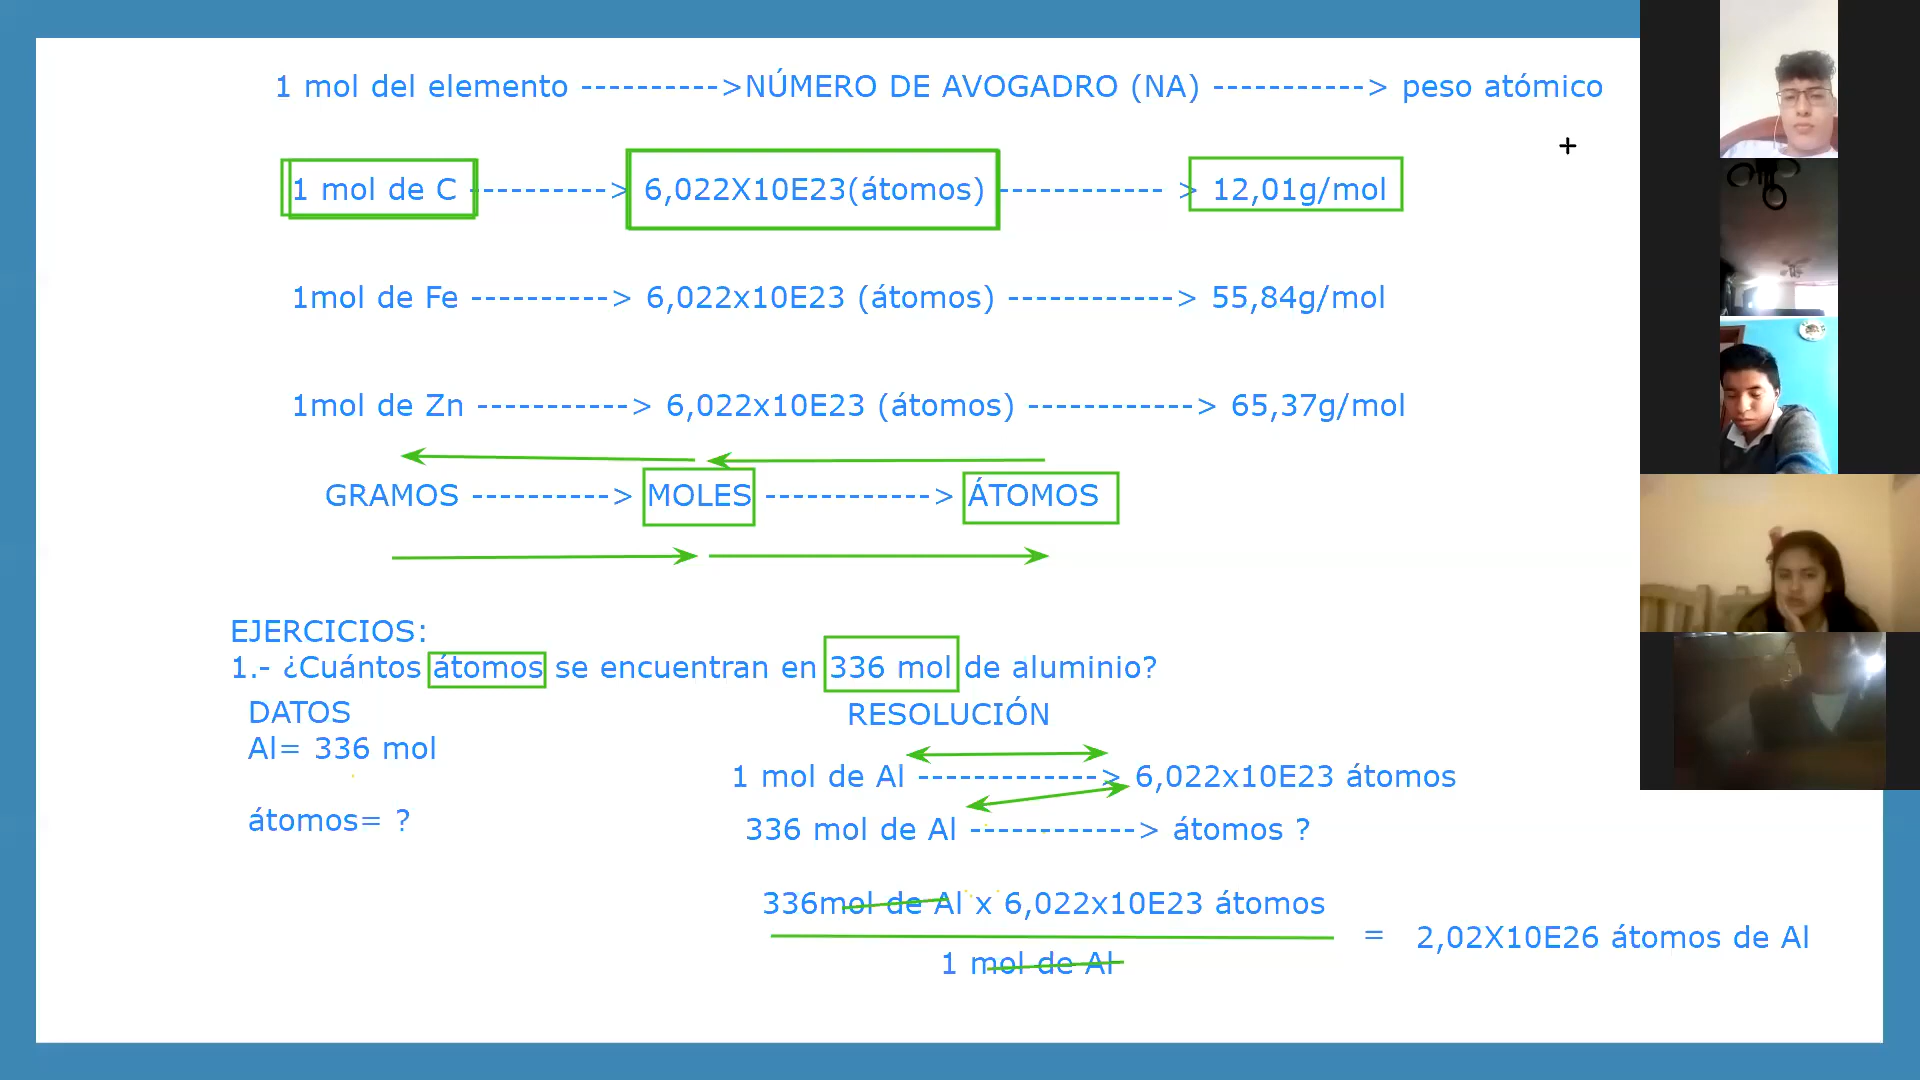 1 mol del elemento ---------->NÚMERO DE AVOGADRO (NA) -----------> peso atómico
1 mol de C ----------> 6,022X10E23(átomos) ------------ > 12,01g/mol
1mol de Fe ----------> 6,022x10E23 (átomos) ------------> 55,84g/mol
1mol de Zn -----------> 6,022x10E23 (átomos) ------------> 65,37g/mol
GRAMOS ----------> MOLES ------------> ÁTOMOS
EJERCICIOS:
1.- ¿Cuántos átomos se encuentran en 336 mol de aluminio?
DATOS
Al= 336 mol
átomos= ?
RESOLUCIÓN
1 mol de Al -------------> 6,022x10E23 átomos
336 mol de Al ------------> átomos ?
336mol de Al x 6,022x10E23 átomos
1 mol de Al
= 2,02X10E26 átomos de Al